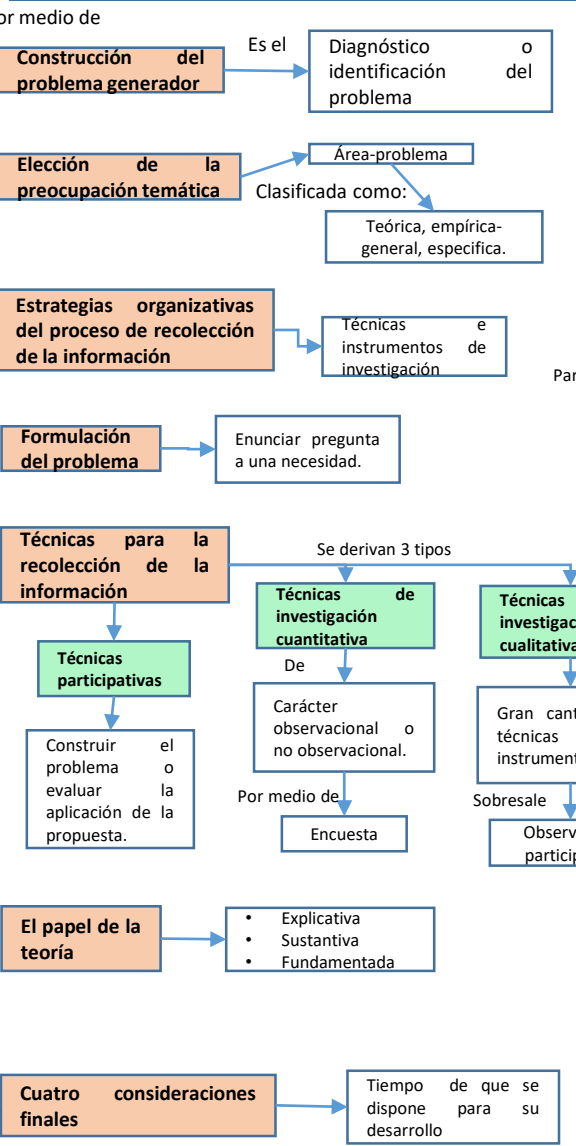 or medio de
Construcción del
problema generador
Es el
Diagnóstico o
identificación del
problema
Elección de la
preocupación temática
Área-problema
Clasificada como:
Teórica, empírica-
general, especifica.
Estrategias organizativas
del proceso de recolección
de la información
Técnicas e
instrumentos de
investigación
Par
Formulación
del problema
Enunciar pregunta
a una necesidad.
Técnicas para la
recolección de la
información
Se derivan 3 tipos
Técnicas
participativas
Construir el
problema o
evaluar la
aplicación de la
propuesta.
Técnicas de
investigación
cuantitativa
De
Carácter
observacional o
no observacional.
Por medio de
Encuesta
Técnicas
investigac
cualitativa
Gran cant
técnicas
instrument
Sobresale
Observ
particip
El papel de la
teoría
• Explicativa
• Sustantiva
• Fundamentada
Cuatro consideraciones
finales
Tiempo de que se
dispone para su
desarrollo